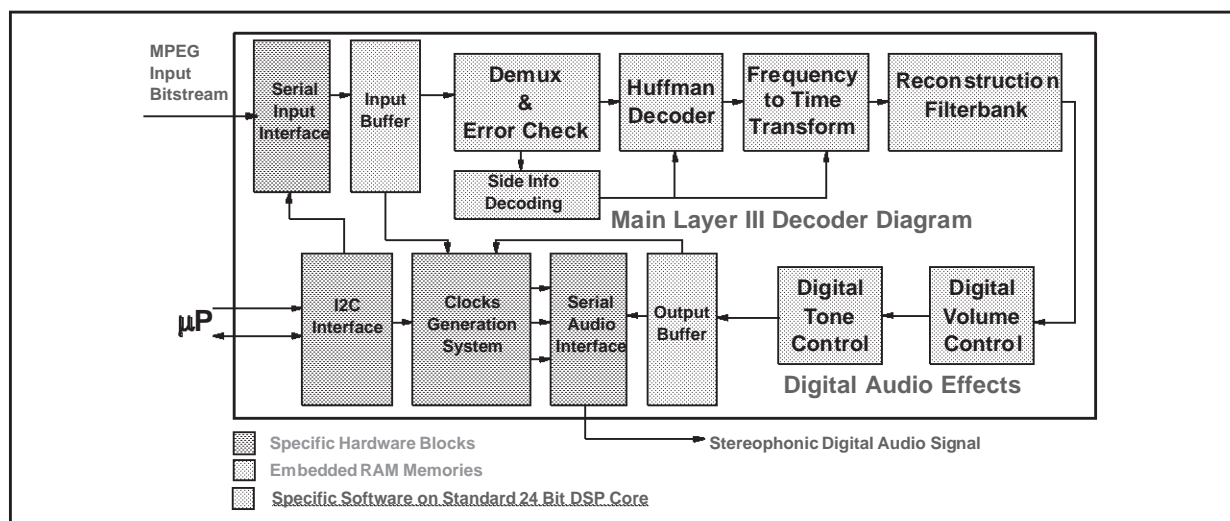 MPEG
Input
Bitstream
Serial
Input
Interface
Input
Buffer
Demux
&
Error Check
Huffman
Decoder
Frequency
to Time
Transform
Reconstruction
Filterbank
Side Info
Decoding
Main Layer III Decoder Diagram
μP
I2C
Interface
Clocks
Generation
System
Serial
Audio
Interface
Output
Buffer
Digital
Tone
Control
Digital
Volume
Control
Digital Audio Effects
Stereophonic Digital Audio Signal
Specific Hardware Blocks
Embedded RAM Memories
Specific Software on Standard 24 Bit DSP Core